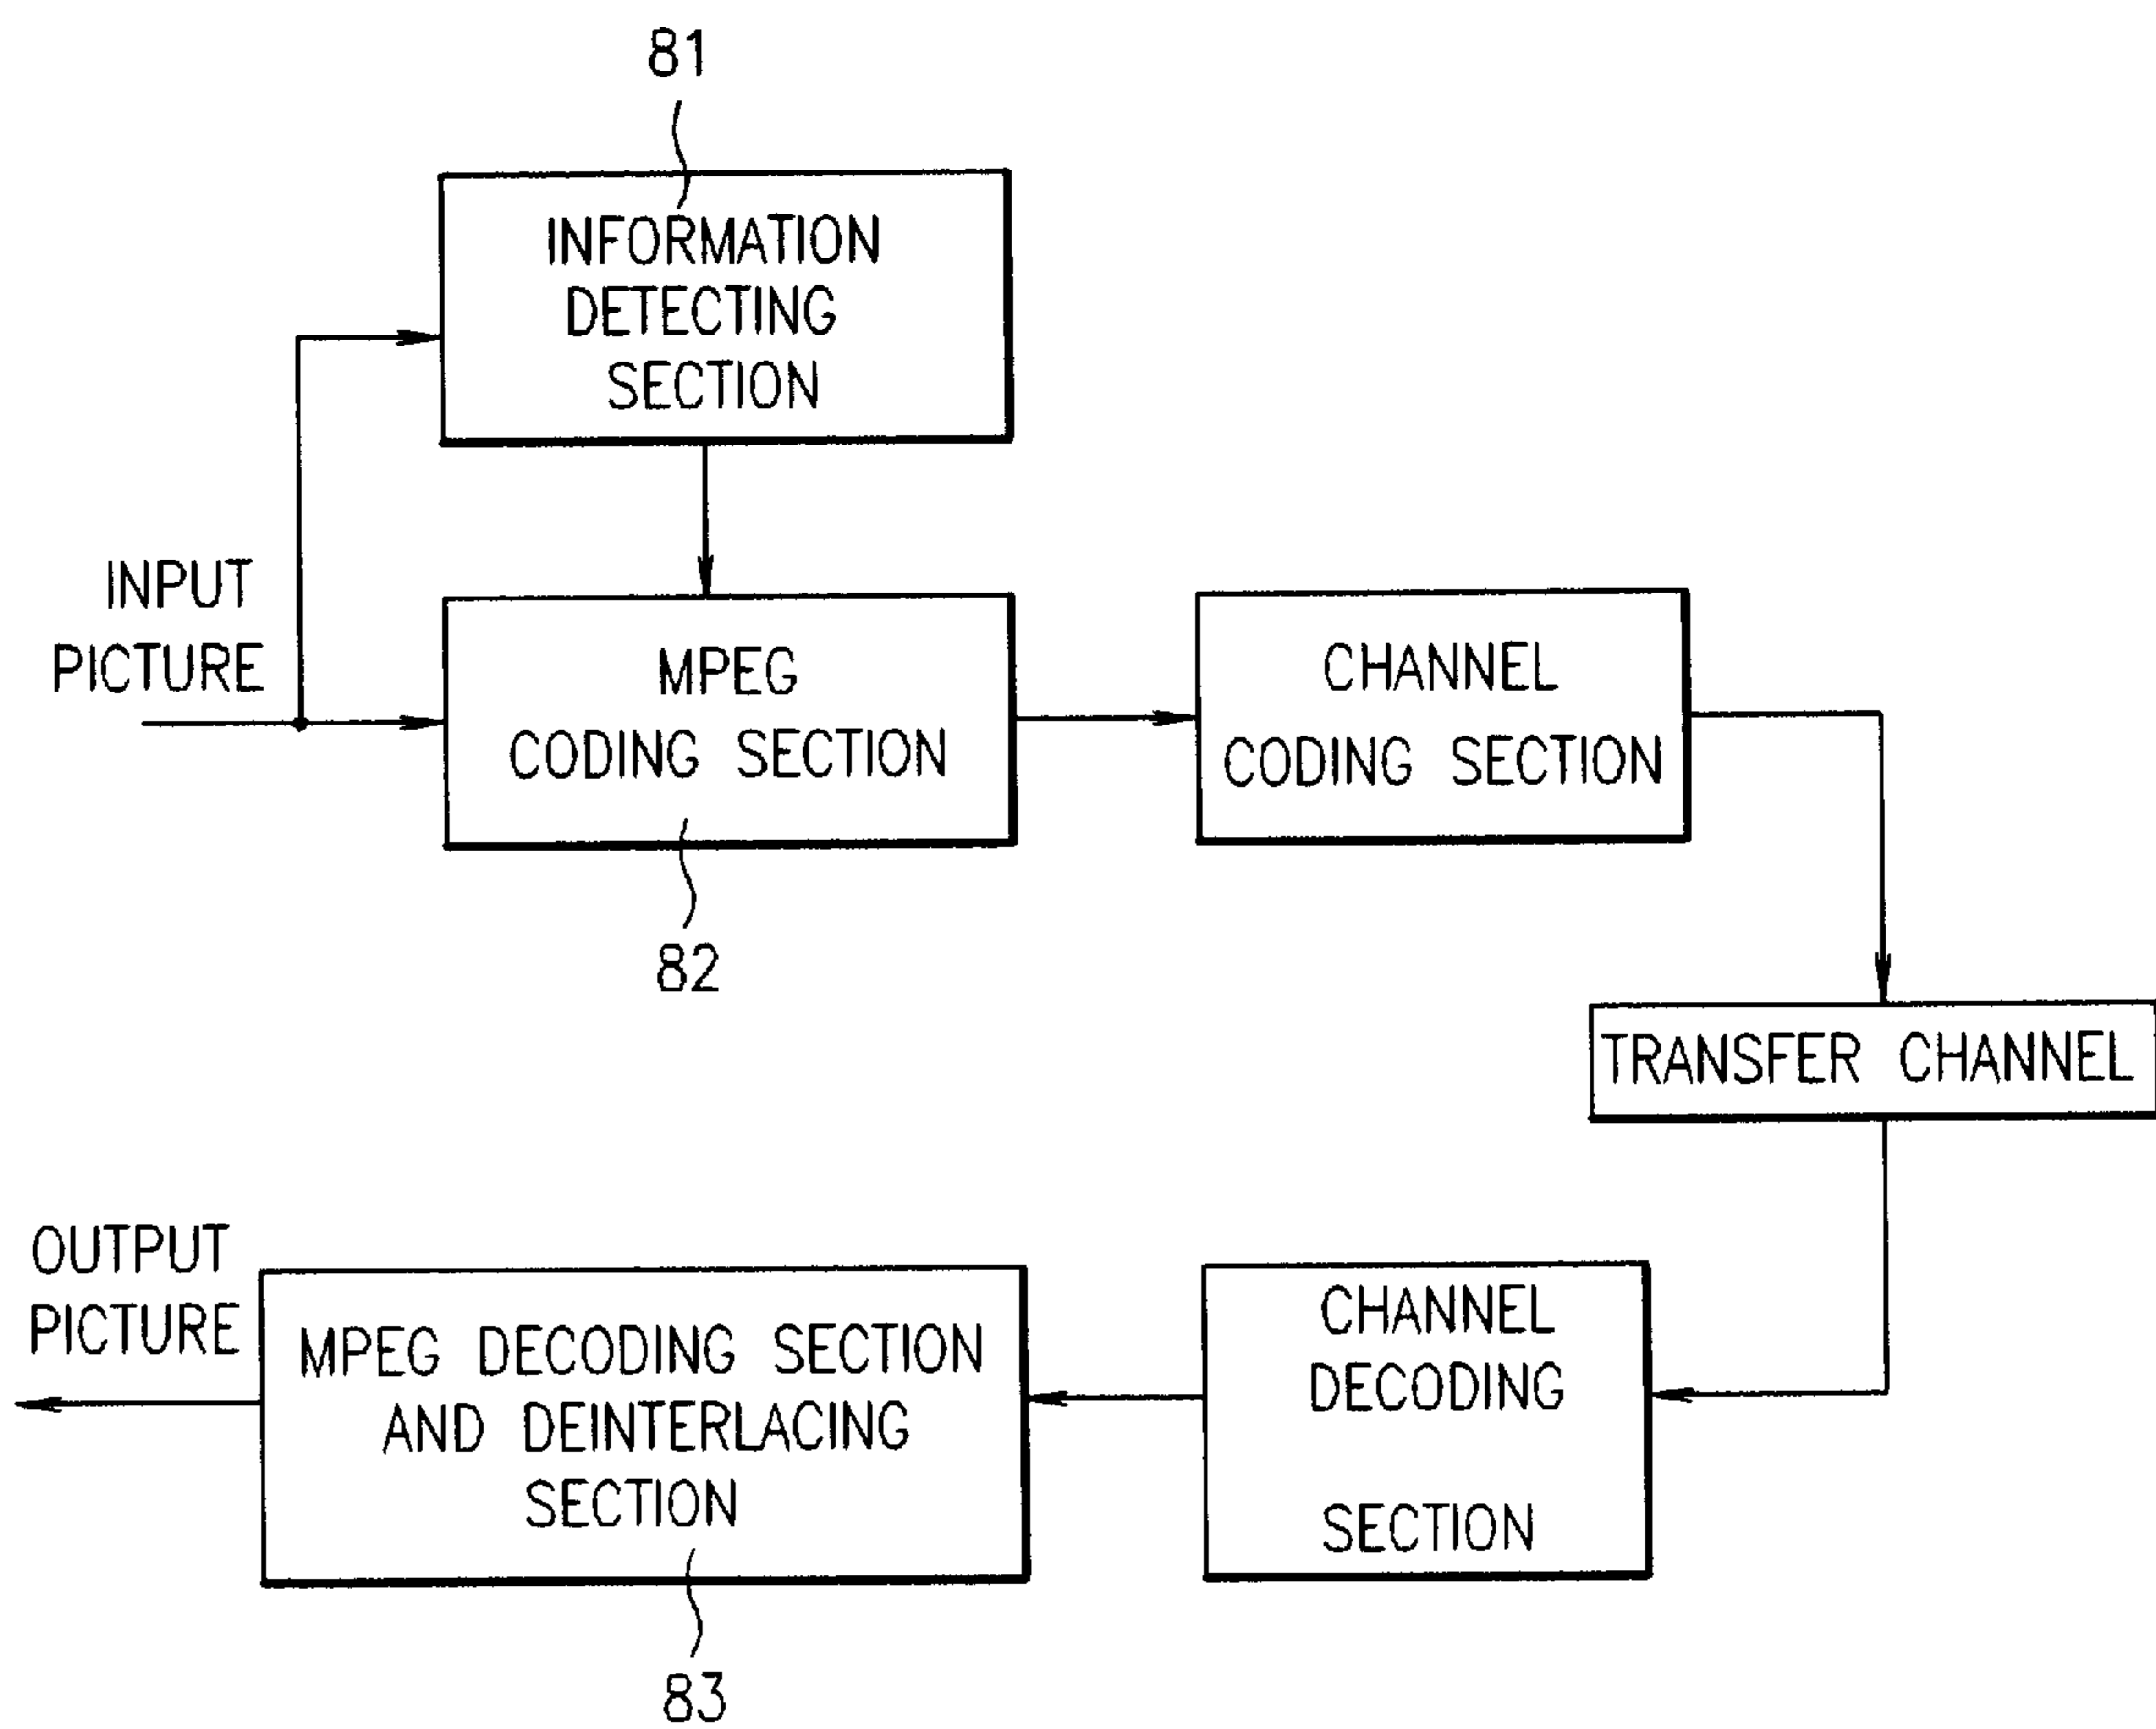 81
INFORMATION
DETECTING
SECTION
INPUT
PICTURE
MPEG
CODING SECTION
82
CHANNEL
CODING SECTION
TRANSFER CHANNEL
OUTPUT
PICTURE
MPEG DECODING SECTION
AND DEINTERLACING
SECTION
83
CHANNEL
DECODING
SECTION